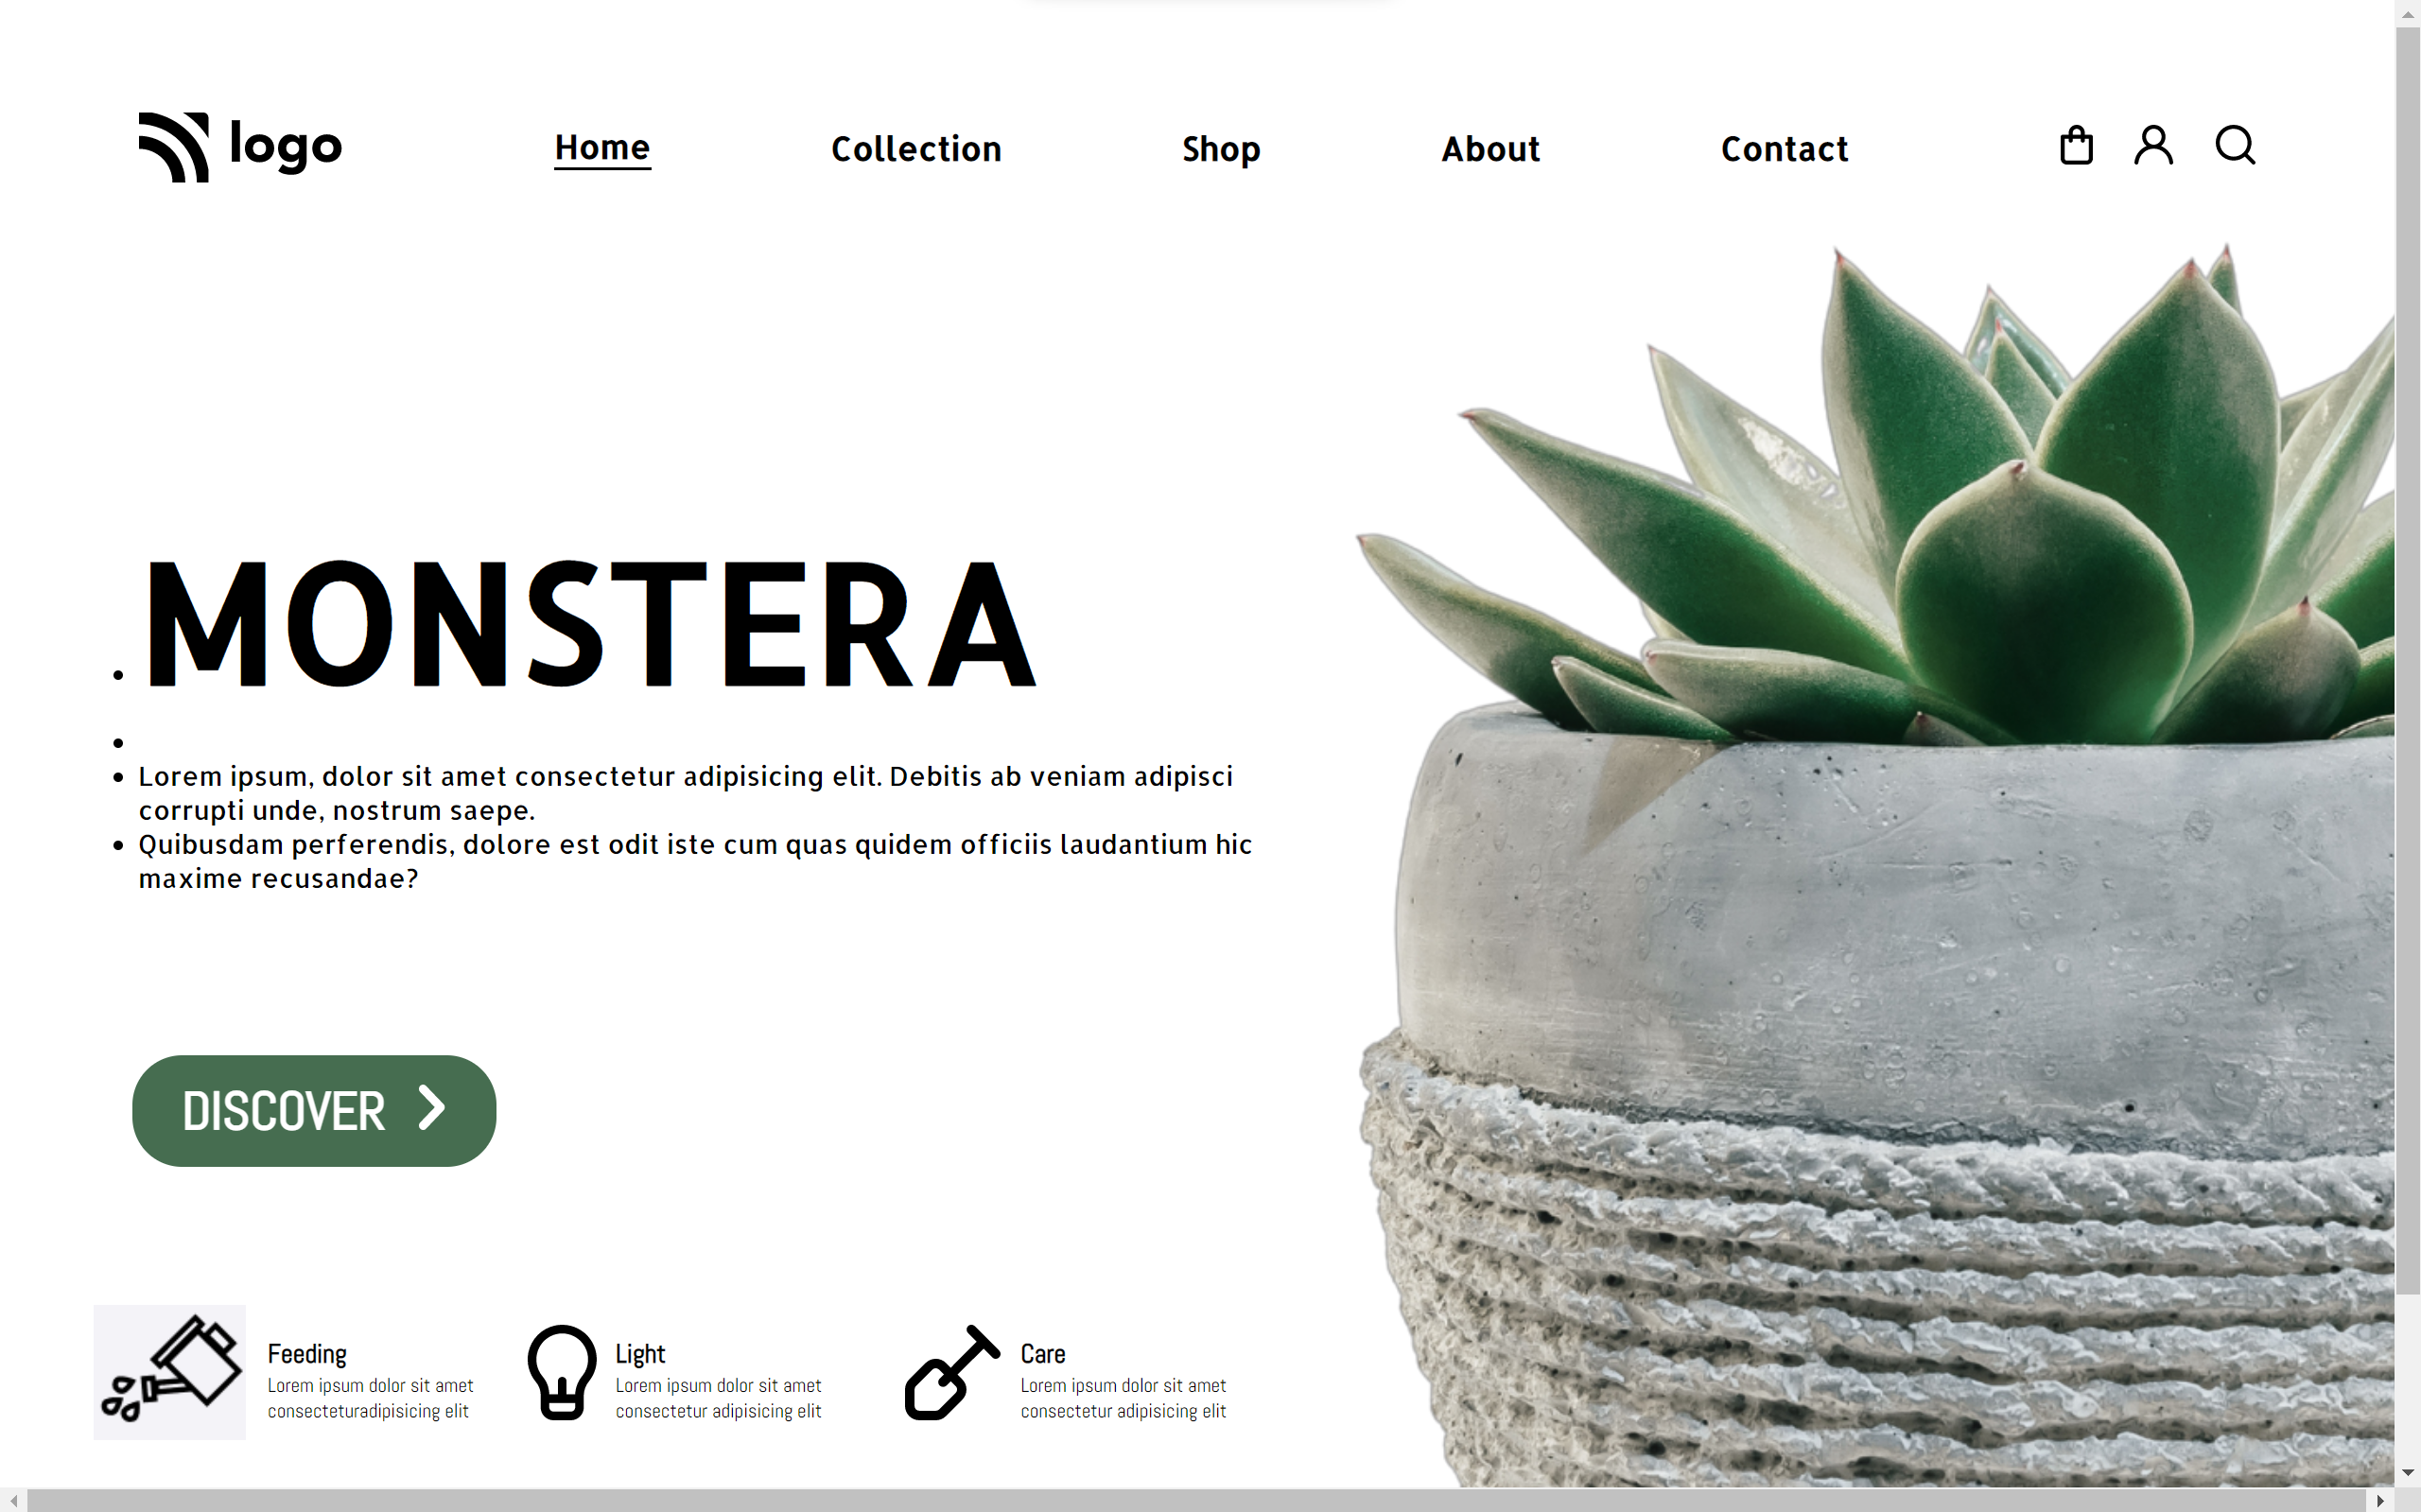 logo
Home
Collection
Shop
About
Contact
MONSTERA
Lorem ipsum, dolor sit amet consectetur adipisicing elit. Debitis ab veniam adipisci
corrupti unde, nostrum saepe.
Quibusdam perferendis, dolore est odit iste cum quas quidem officiis laudantium hic
maxime recusandae?
DISCOVER
Feeding
Lorem ipsum dolor sit amet
consecteturadipisicing elit
Light
Lorem ipsum dolor sit amet
consectetur adipisicing elit
Care
Lorem ipsum dolor sit amet
consectetur adipisicing elit